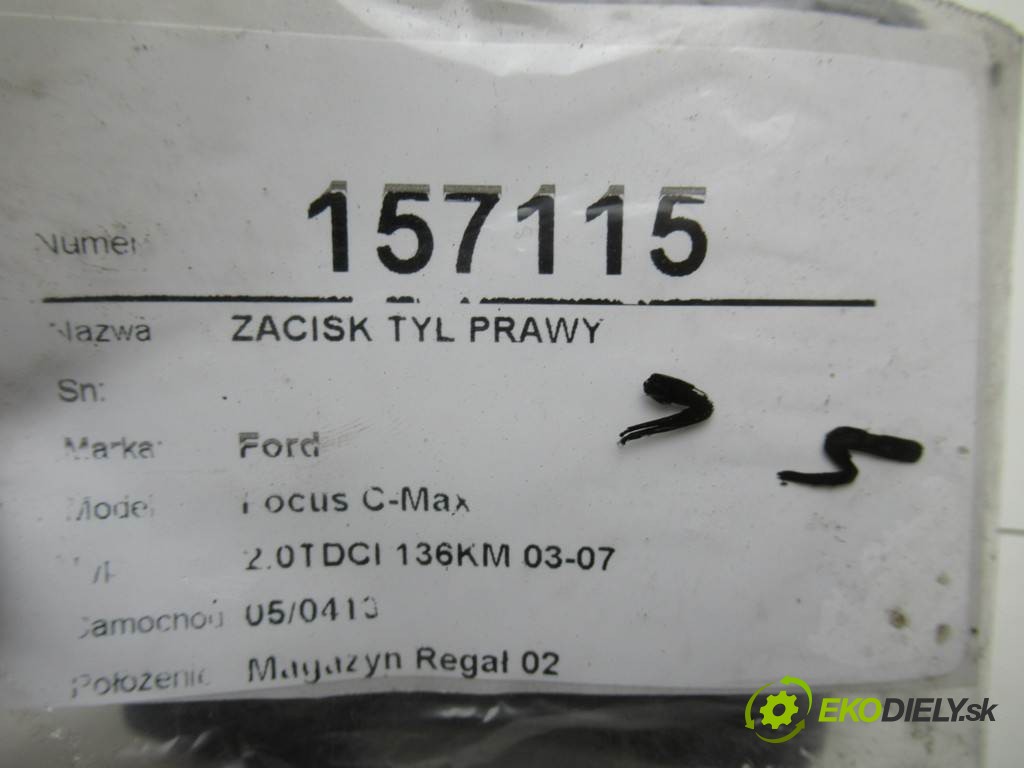 Numer 157115
Nazwa ZACISK TYL PRAWY
Sn:
Marka: Ford
Model Focus C-Max
Typ 2.0TDCI 136KM 03-07
Samochód 05/0413
Położenie Magazyn Regał 02
EKODIELY.sk